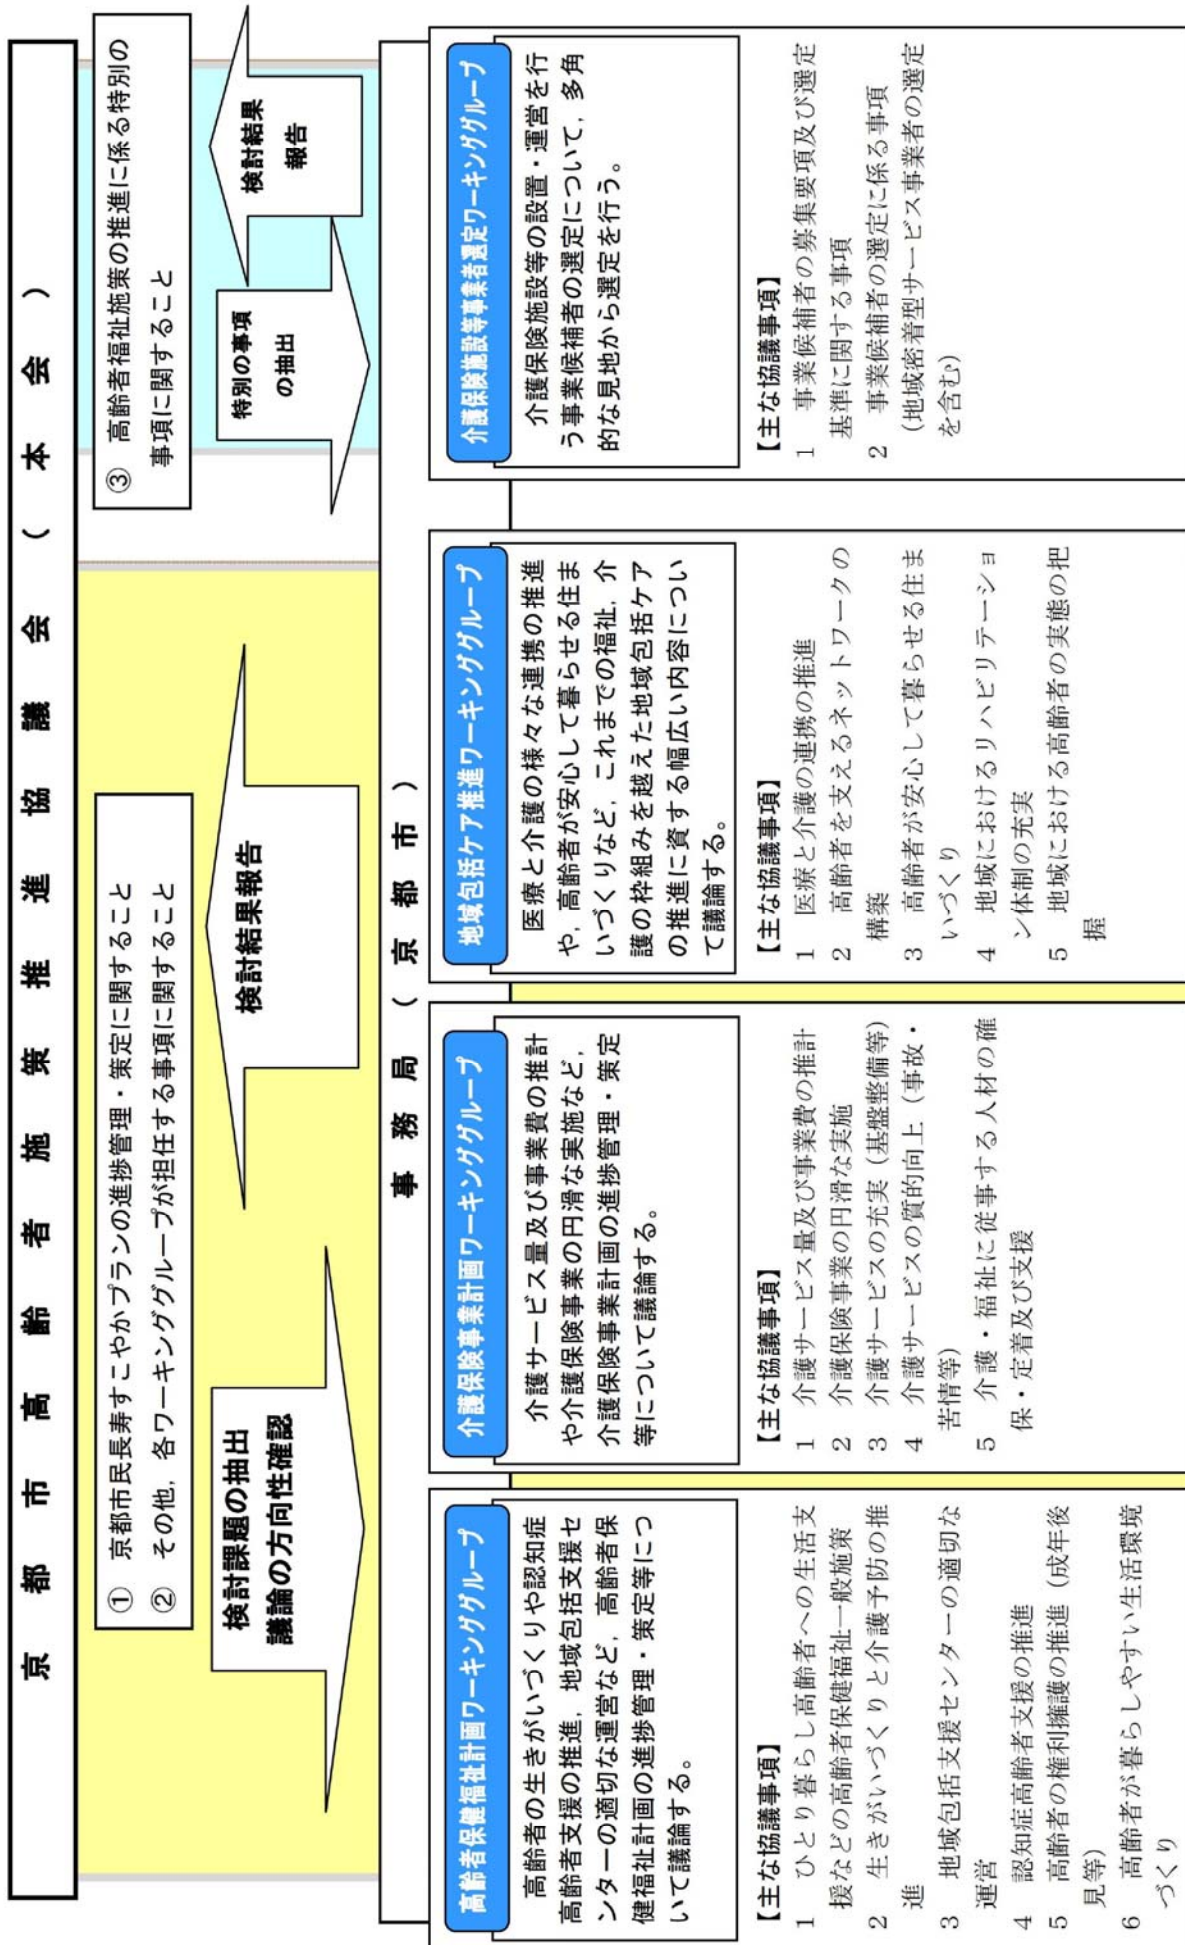 京都市高齢者施策推進協議会（本会）
① 京都市民長寿すこやかプランの進捗管理・策定に関すること
② その他，各ワーキンググループが担任する事項に関すること
③ 高齢者福祉施策の推進に係る特別の
事項に関すること
検討課題の抽出
議論の方向性確認
検討結果報告
特別の事項
の抽出
検討結果
報告
事務局（京都市）
高齢者保健福祉計画ワーキンググループ
高齢者の生きがいづくりや認知症
高齢者支援の推進，地域包括支援セ
ンターの適切な運営など，高齢者保
健福祉計画の進捗管理・策定等につ
いて議論する。
【主な協議事項】
1 ひとり暮らし高齢者への生活支
援などの高齢者保健福祉一般施策
2 生きがいづくりと介護予防の推
進
3 地域包括支援センターの適切な
運営
4 認知症高齢者支援の推進
5 高齢者の権利擁護の推進（成年後
見等）
6 高齢者が暮らしやすい生活環境
づくり
介護保険事業計画ワーキンググループ
介護サービス量及び事業費の推計
や介護保険事業の円滑な実施など，
介護保険事業計画の進捗管理・策定
等について議論する。
【主な協議事項】
1 介護サービス量及び事業費の推計
2 介護保険事業の円滑な実施
3 介護サービスの充実（基盤整備等）
4 介護サービスの質的向上（事故・
苦情等）
5 介護・福祉に従事する人材の確
保・定着及び支援
地域包括ケア推進ワーキンググループ
医療と介護の様々な連携の推進
や，高齢者が安心して暮らせる住ま
いづくりなど，これまでの福祉，介
護の枠組みを越えた地域包括ケア
の推進に資する幅広い内容につい
て議論する。
【主な協議事項】
1 医療と介護の連携の推進
2 高齢者を支えるネットワークの
構築
3 高齢者が安心して暮らせる住ま
いづくり
4 地域におけるリハビリテーショ
ン体制の充実
5 地域における高齢者の実態の把
握
介護保険施設等事業者選定ワーキンググループ
介護保険施設等の設置・運営を行
う事業候補者の選定について，多角
的な見地から選定を行う。
【主な協議事項】
1 事業候補者の募集要項及び選定
基準に関する事項
2 事業候補者の選定に係る事項
（地域密着型サービス事業者の選定
を含む）